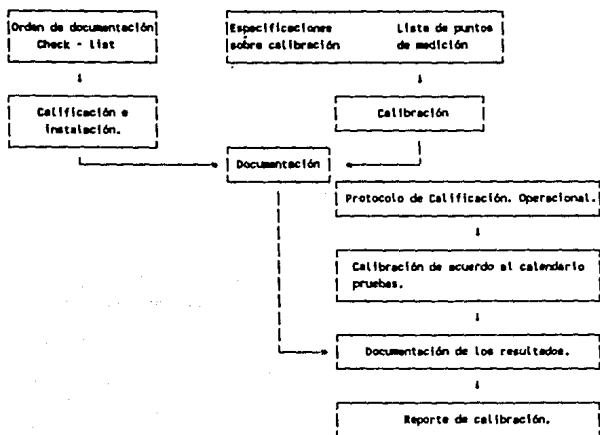 Orden de documentación
Check - list
Especificaciones
sobre calibración
Lista de puntos
de medición
Calificación e
instalación.
Calibración
Documentación
Protocolo de Calificación. Operacional.
Calibración de acuerdo al calendario
pruebas.
Documentación de los resultados.
Reporte de calibración.